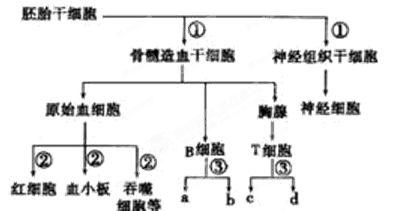 胚胎干细胞
① ①
骨髓造血干细胞 神经组织干细胞
原始血细胞 胸腺 神经细胞
② ② ② B细胞 T细胞
③ ③
红细胞 血小板 吞噬细胞等 a b c d